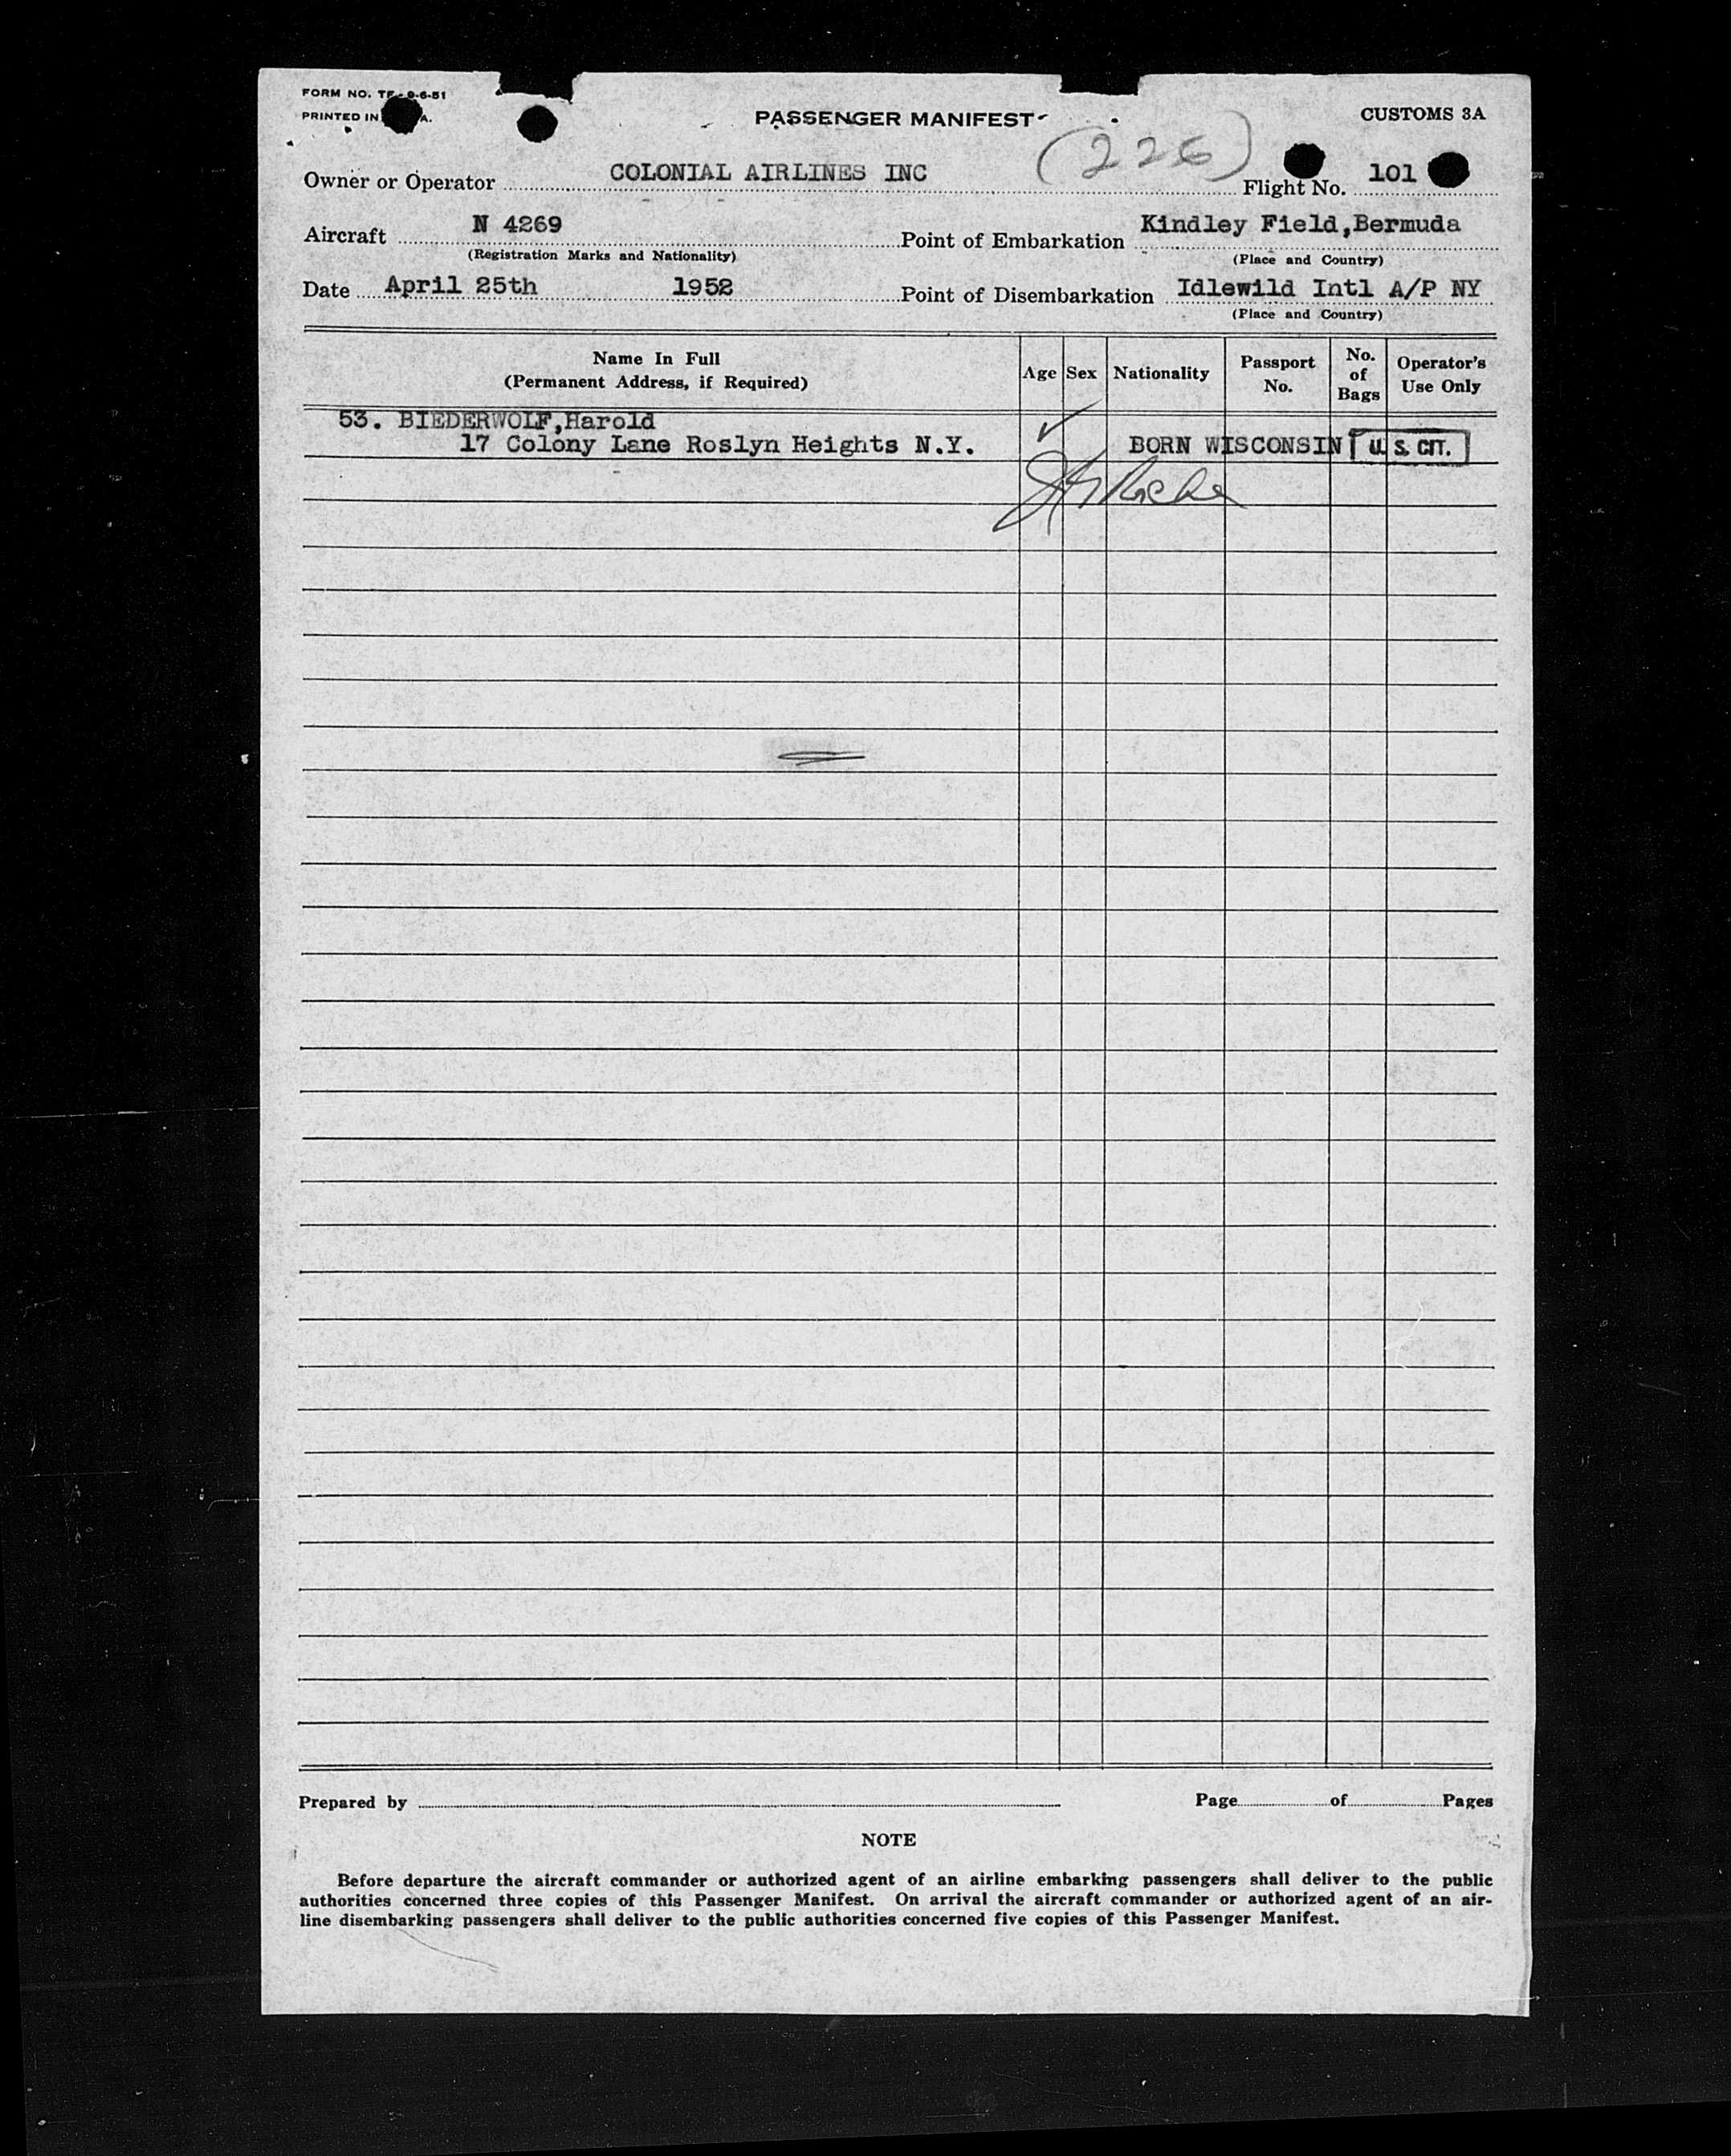 FORM NO. TF-9-6-51
PRINTED IN A.
PASSENGER MANIFEST
CUSTOMS 3A
(226)
Owner or Operator COLONIAL AIRLINES INC Flight No. 101
Aircraft N 4269 Point of Embarkation Kindley Field,Bermuda
(Registration Marks and Nationality) (Place and Country)
Date April 25th 1952 Point of Disembarkation Idlewild Intl A/P NY
(Place and Country)
Name In Full (Permanent Address, if Required) Age Sex Nationality Passport No. No. of Bags Operator's Use Only
53. BIEDERWOLF,Harold
17 Colony Lane Roslyn Heights N.Y. BORN WISCONSIN U.S. CIT.
Prepared by Page of Pages
NOTE
Before departure the aircraft commander or authorized agent of an airline embarking passengers shall deliver to the public
authorities concerned three copies of this Passenger Manifest. On arrival the aircraft commander or authorized agent of an air-
line disembarking passengers shall deliver to the public authorities concerned five copies of this Passenger Manifest.